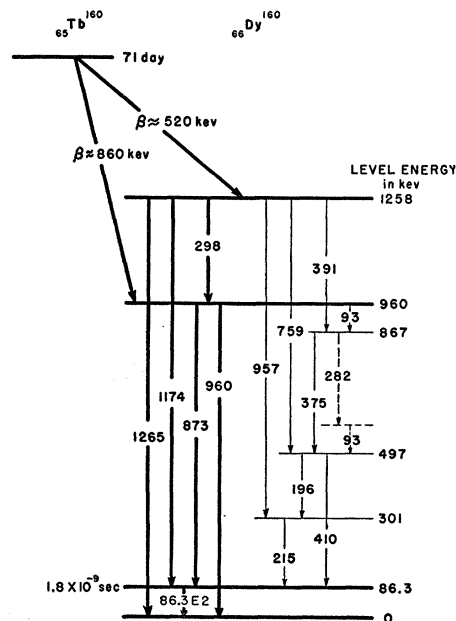 65Tb160 66Dy160
71 day
β≈520 kev
β≈860 kev
LEVEL ENERGY
in kev
1258
298
391
960
93
867
759
957
282
960
1174
375
873
1265
93
497
196
301
215
410
1.8 X 10-9 sec
86.3
86.3 E2
0